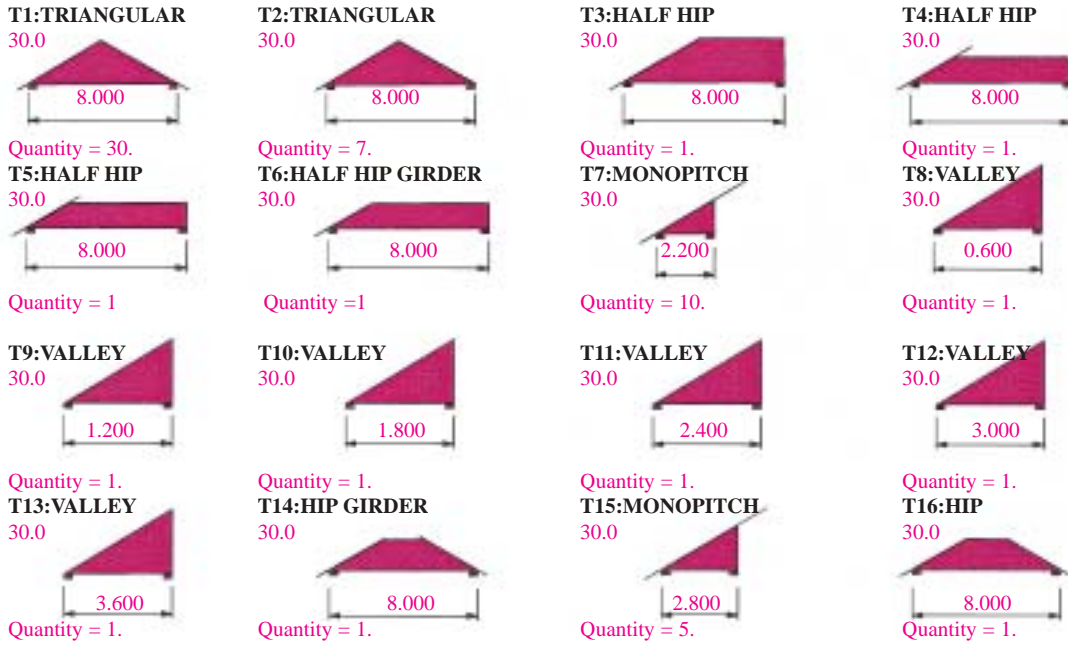 T1:TRIANGULAR
30.0
8.000
Quantity = 30.
T2:TRIANGULAR
30.0
8.000
Quantity = 7.
T3:HALF HIP
30.0
8.000
Quantity = 1.
T4:HALF HIP
30.0
8.000
Quantity = 1.
T5:HALF HIP
30.0
8.000
Quantity = 1
T6:HALF HIP GIRDER
30.0
8.000
Quantity =1
T7:MONOPITCH
30.0
2.200
Quantity = 10.
T8:VALLEY
30.0
0.600
Quantity = 1.
T9:VALLEY
30.0
1.200
Quantity = 1.
T10:VALLEY
30.0
1.800
Quantity = 1.
T11:VALLEY
30.0
2.400
Quantity = 1.
T12:VALLEY
30.0
3.000
Quantity = 1.
T13:VALLEY
30.0
3.600
Quantity = 1.
T14:HIP GIRDER
30.0
8.000
Quantity = 1.
T15:MONOPITCH
30.0
2.800
Quantity = 5.
T16:HIP
30.0
8.000
Quantity = 1.